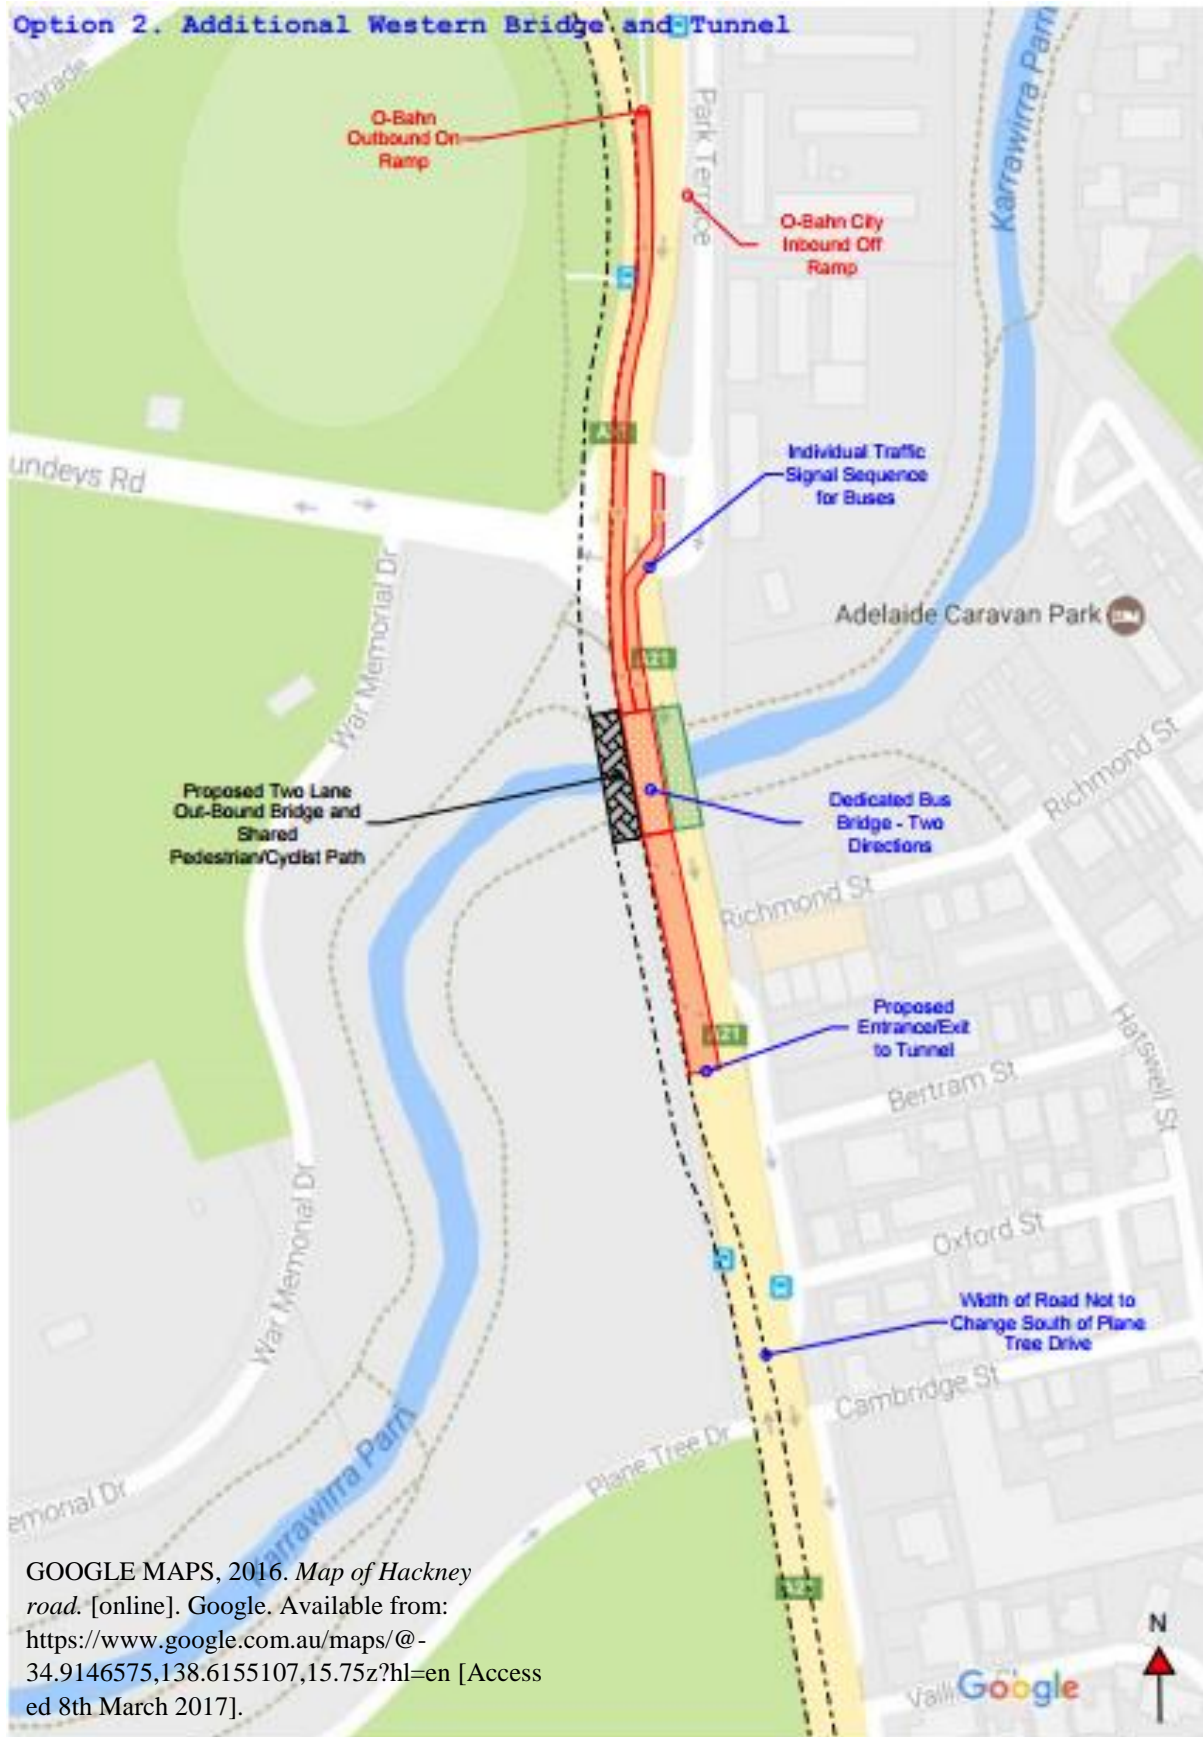 Option 2. Additional Western Bridge and Tunnel
Parade
O-Bahn
Outbound On
Ramp
Park Terrace
Karrawirra Parri
O-Bahn City
Inbound Off
Ramp
Individual Traffic
Signal Sequence
for Buses
undeys Rd
War Memorial Dr
Adelaide Caravan Park
A21
Richmond St
Proposed Two Lane
Out-Bound Bridge and
Shared
Pedestrian/Cyclist Path
Dedicated Bus
Bridge - Two
Directions
Richmond St
Proposed
Entrance/Exit
to Tunnel
A21
Bertram St
Hatswell St
War Memorial Dr
Oxford St
Width of Road Not to
Change South of Plane
Tree Drive
Cambridge St
Plane Tree Dr
emorial Dr
Karrawirra Parri
GOOGLE MAPS, 2016. Map of Hackney
road. [online]. Google. Available from:
https://www.google.com.au/maps/@-
34.9146575,138.6155107,15.75z?hl=en [Access
ed 8th March 2017].
Google
N